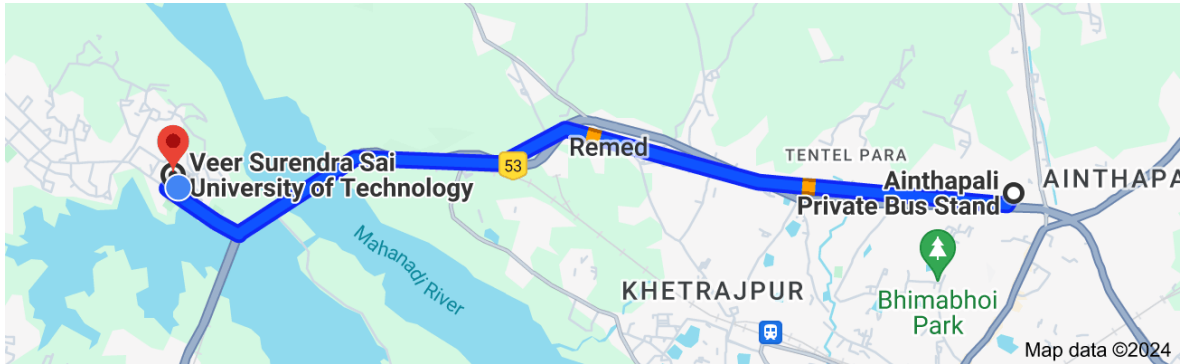 Veer Surendra Sai
University of Technology
53
Remed
TENTEL PARA
Ainthapali
Private Bus Stand
AINTHAPA
Mahanadi River
KHETRAJPUR
Bhimabhoi
Park
Map data ©2024